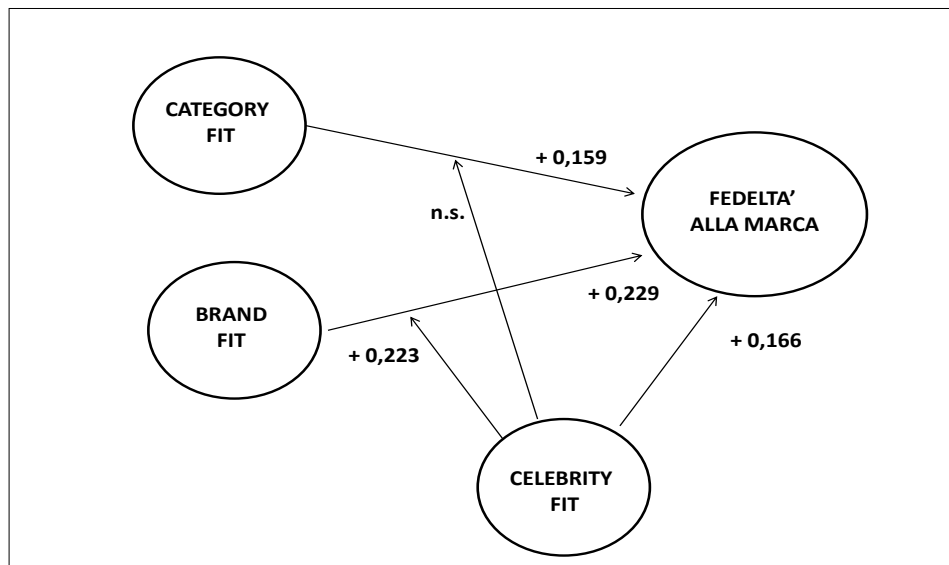 CATEGORY
FIT
+ 0,159
FEDELTA’
ALLA MARCA
n.s.
+ 0,229
BRAND
FIT
+ 0,223
+ 0,166
CELEBRITY
FIT